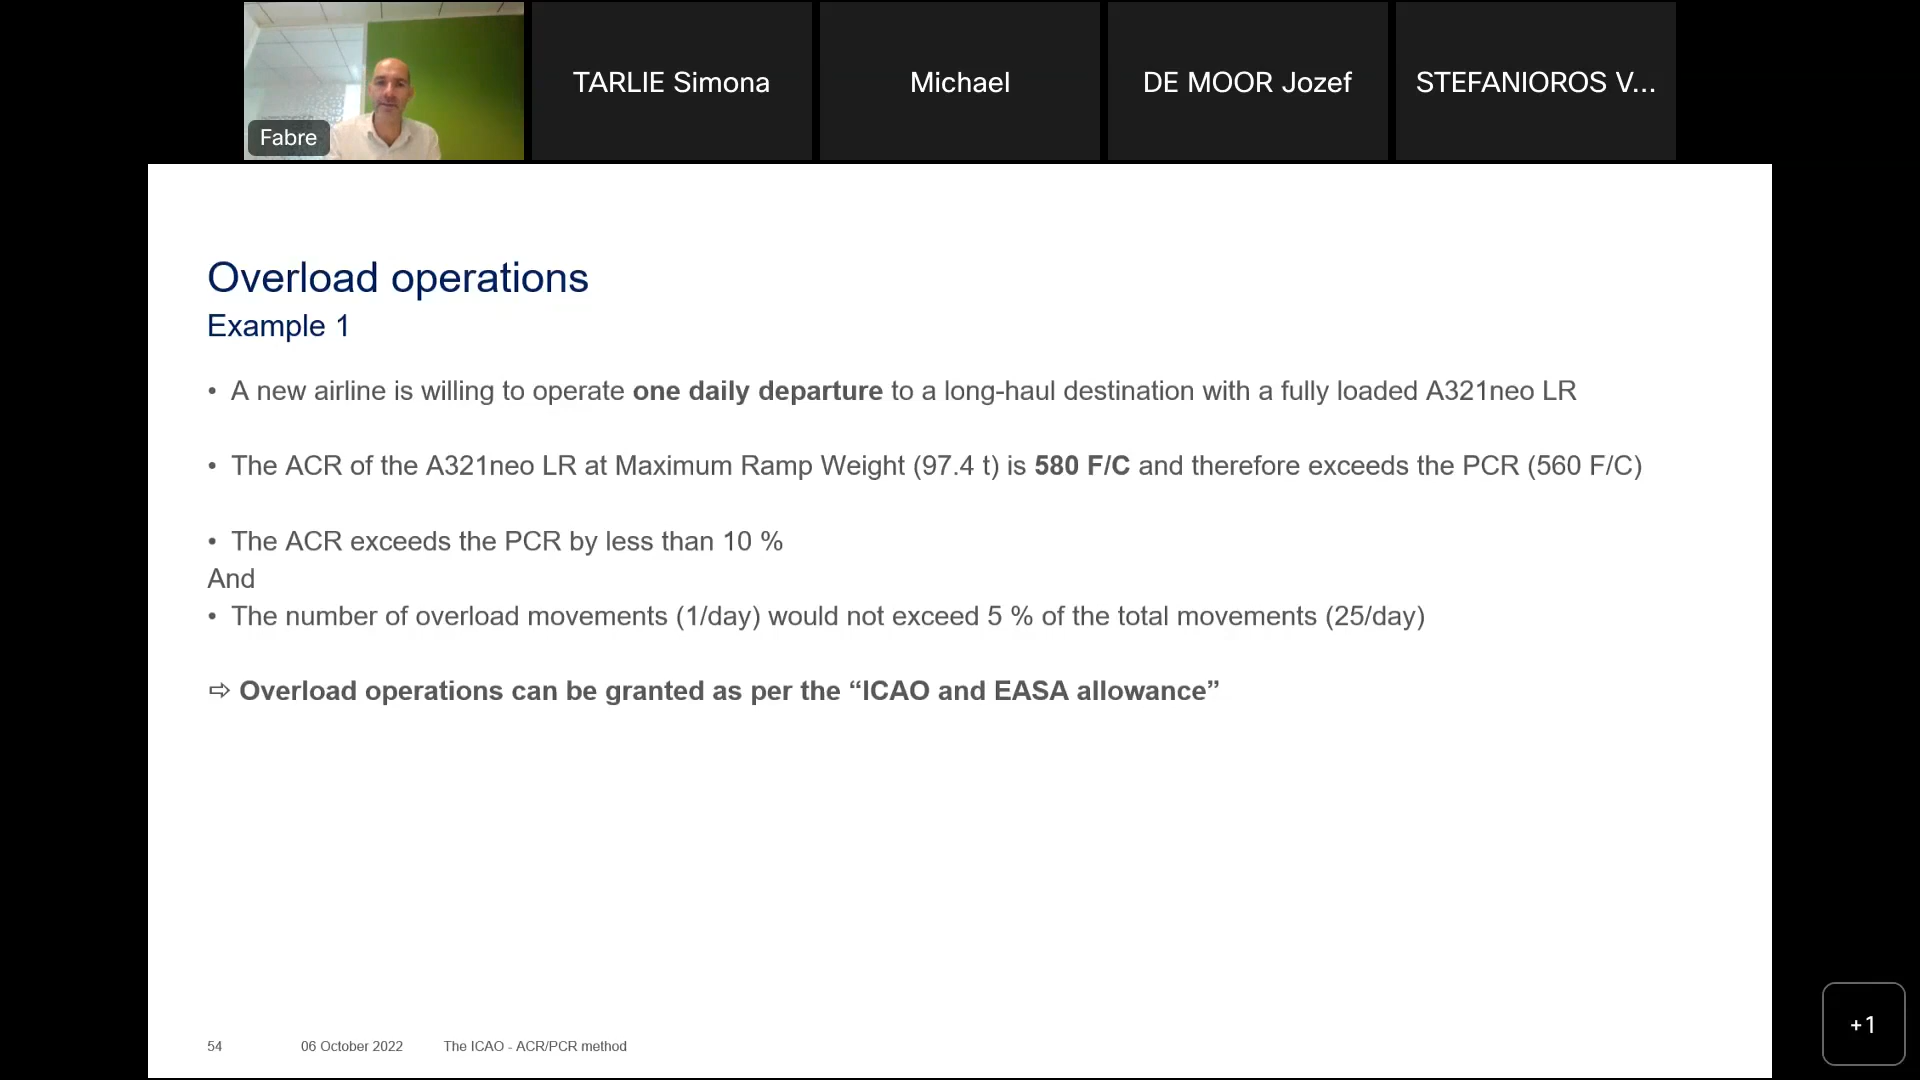 Fabre
TARLIE Simona
Michael
DE MOOR Jozef
STEFANIOROS V...
Overload operations
Example 1
• A new airline is willing to operate one daily departure to a long-haul destination with a fully loaded A321neo LR
• The ACR of the A321neo LR at Maximum Ramp Weight (97.4 t) is 580 F/C and therefore exceeds the PCR (560 F/C)
• The ACR exceeds the PCR by less than 10 %
And
• The number of overload movements (1/day) would not exceed 5 % of the total movements (25/day)
⇨ Overload operations can be granted as per the “ICAO and EASA allowance”
54 06 October 2022 The ICAO - ACR/PCR method
+1